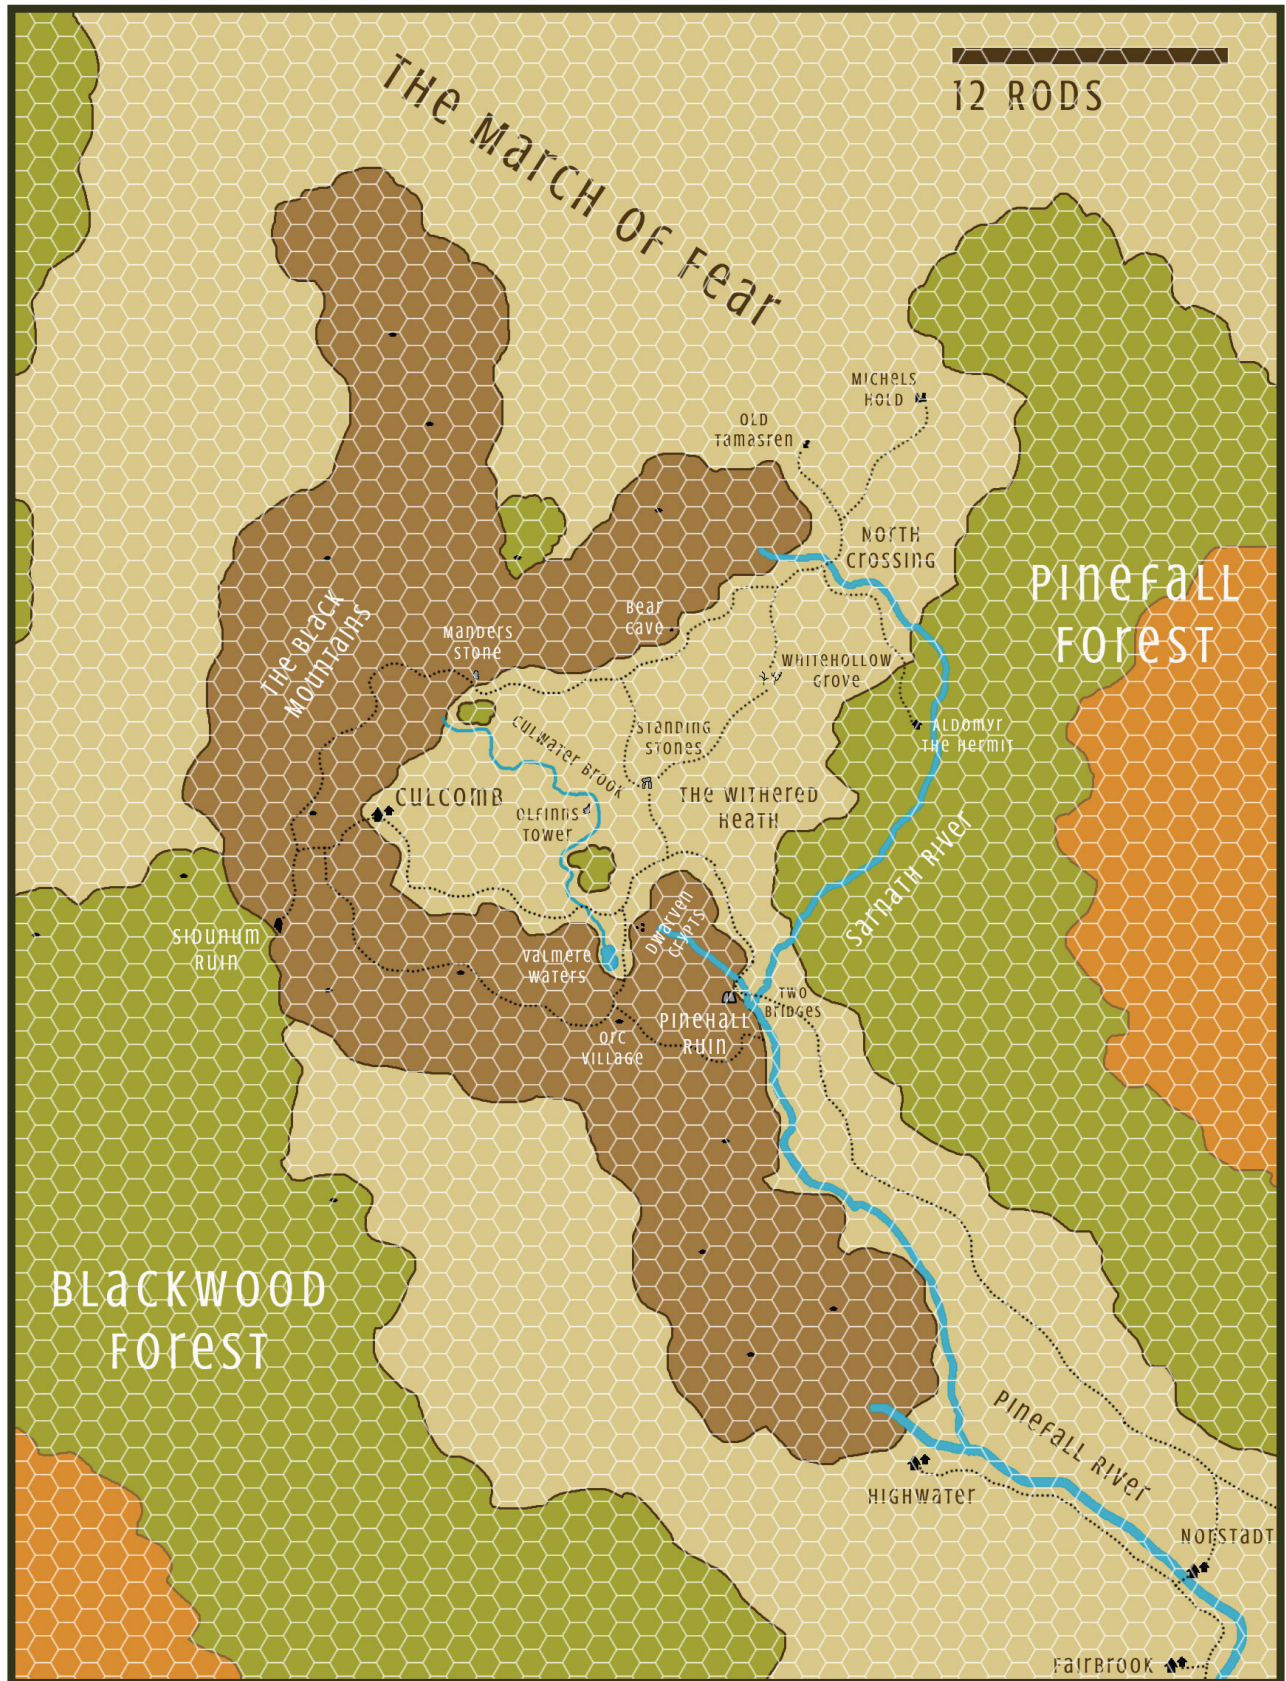 THE MARCH OF FEAR
12 RODS
MICHELS
HOLD
OLD
TAMASREN
NORTH
CROSSING
PINEFALL
FOREST
BEAR
CAVE
MANDERS
STONE
THE BLACK
MOUNTAINS
WHITEHOLLOW
GROVE
STANDING
STONES
CULWATER BROOK
ALDOMYR
THE HERMIT
CULCOMB
OLFINNS
TOWER
THE WITHERED
HEATH
SARNATH RIVER
SIDUNUM
RUIN
DWARVEN
CRYPTS
VALMERE
WATERS
TWO
BRIDGES
PINEHALL
RUIN
ORC
VILLAGE
BLACKWOOD
FOREST
PINEFALL RIVER
HIGHWATER
NORSTADT
FAIRBROOK